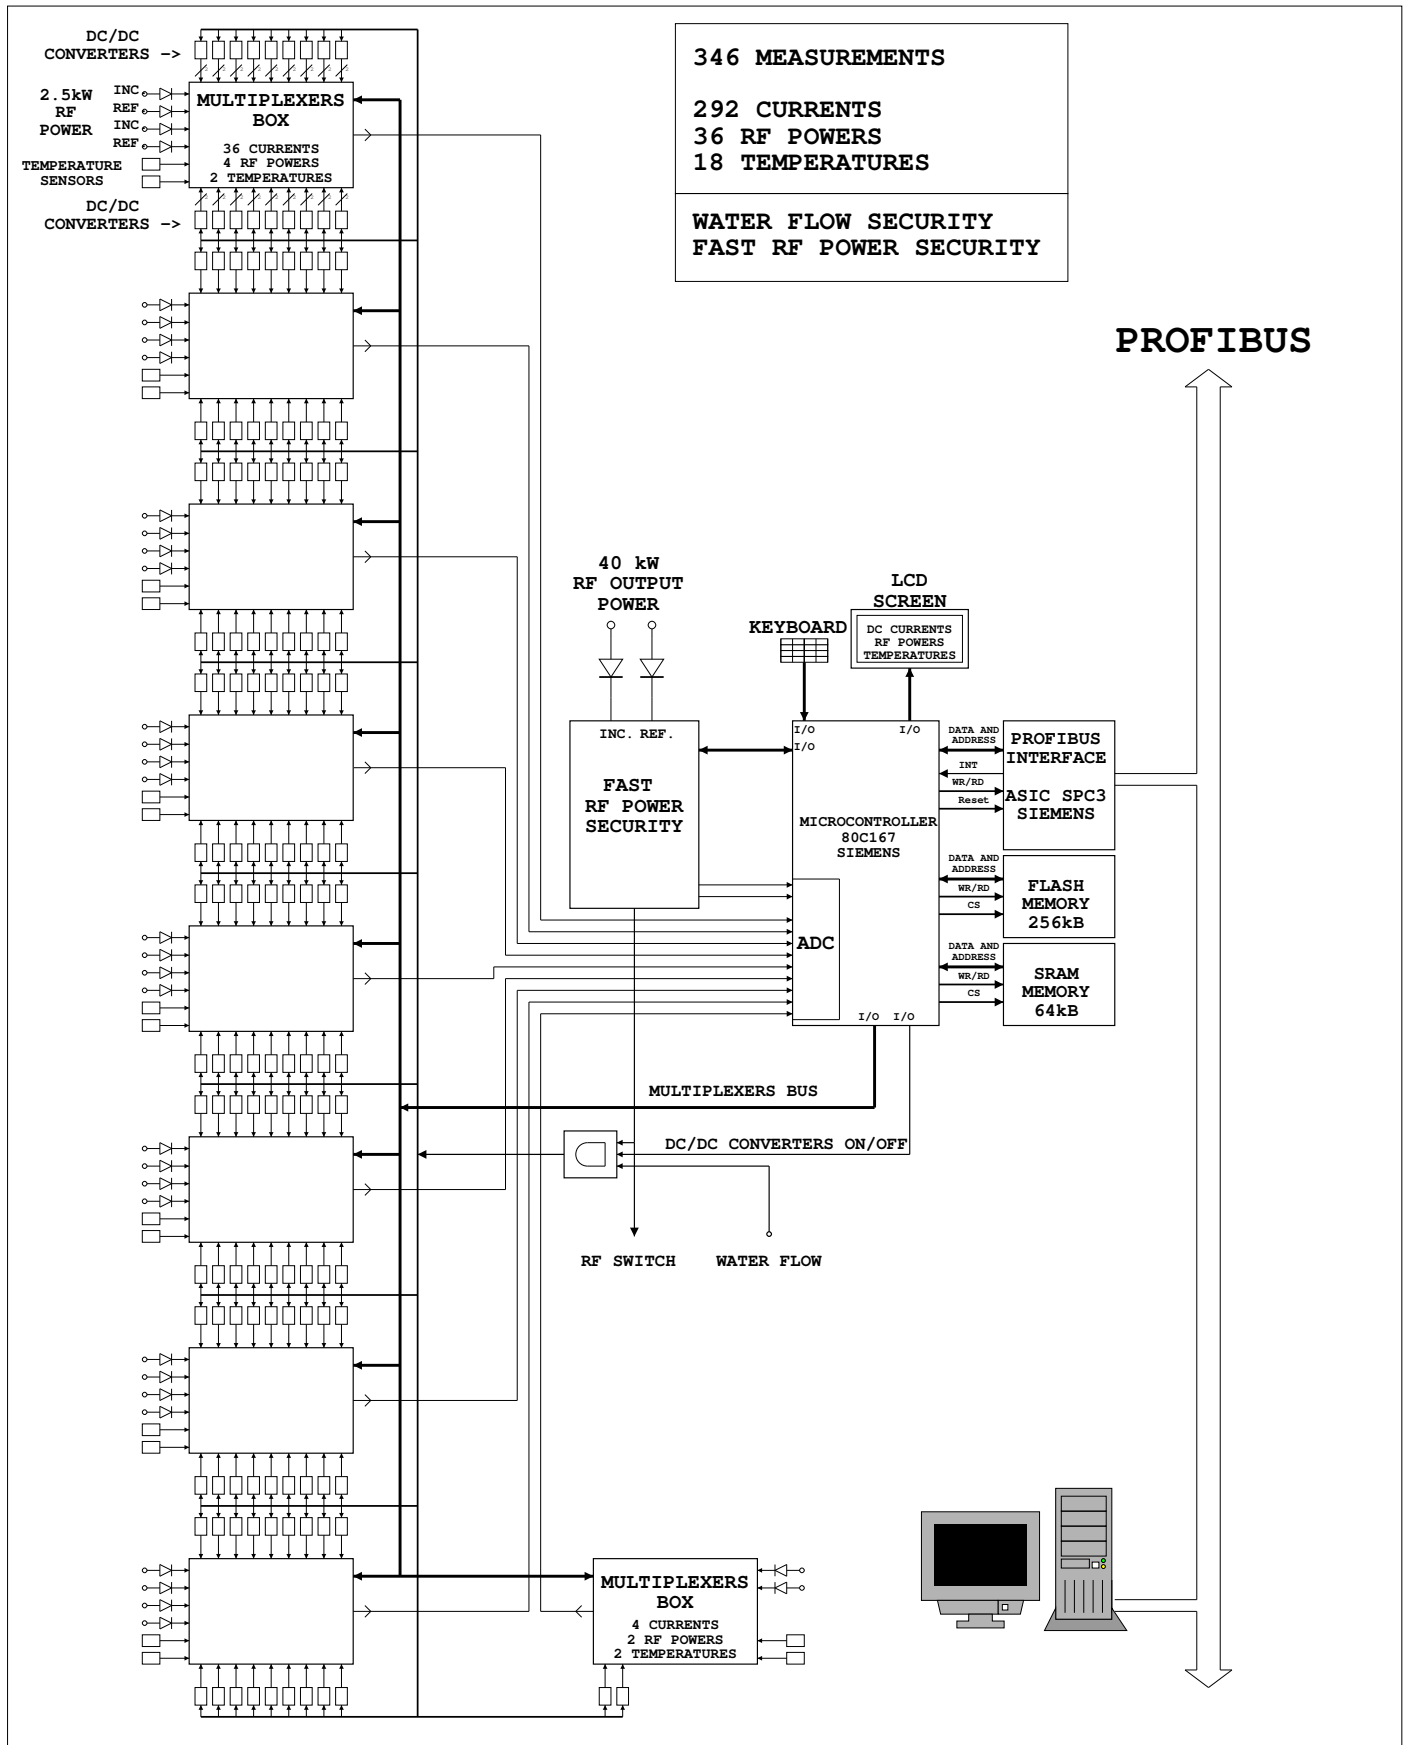 DC/DC
CONVERTERS ->
346 MEASUREMENTS
292 CURRENTS
36 RF POWERS
18 TEMPERATURES
WATER FLOW SECURITY
FAST RF POWER SECURITY
2.5kW
RF
POWER
INC.
REF.
INC.
REF.
TEMPERATURE
SENSORS
MULTIPLEXERS
BOX
36 CURRENTS
4 RF POWERS
2 TEMPERATURES
DC/DC
CONVERTERS ->
PROFIBUS
40 kW
RF OUTPUT
POWER
KEYBOARD
LCD
SCREEN
DC CURRENTS
RF POWERS
TEMPERATURES
INC. REF.
FAST
RF POWER
SECURITY
I/O
I/O
I/O
MICROCONTROLLER
80C167
SIEMENS
ADC
I/O I/O
DATA AND
ADDRESS
INT
WR/RD
Reset
PROFIBUS
INTERFACE
ASIC SPC3
SIEMENS
DATA AND
ADDRESS
WR/RD
CS
FLASH
MEMORY
256kB
DATA AND
ADDRESS
WR/RD
CS
SRAM
MEMORY
64kB
MULTIPLEXERS BUS
DC/DC CONVERTERS ON/OFF
RF SWITCH
WATER FLOW
MULTIPLEXERS
BOX
4 CURRENTS
2 RF POWERS
2 TEMPERATURES